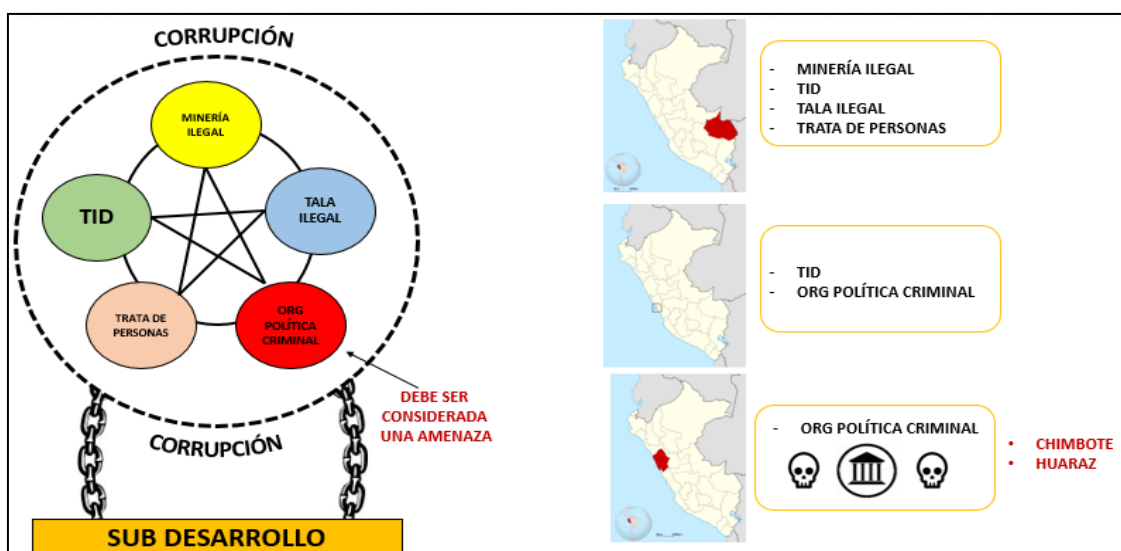 CORRUPCIÓN
MINERÍA
ILEGAL
TID
TALA
ILEGAL
TRATA DE
PERSONAS
ORG
POLÍTICA
CRIMINAL
DEBE SER
CONSIDERADA
UNA AMENAZA
CORRUPCIÓN
SUB DESARROLLO
- MINERÍA ILEGAL
- TID
- TALA ILEGAL
- TRATA DE PERSONAS
- TID
- ORG POLÍTICA CRIMINAL
- ORG POLÍTICA CRIMINAL
• CHIMBOTE
• HUARAZ